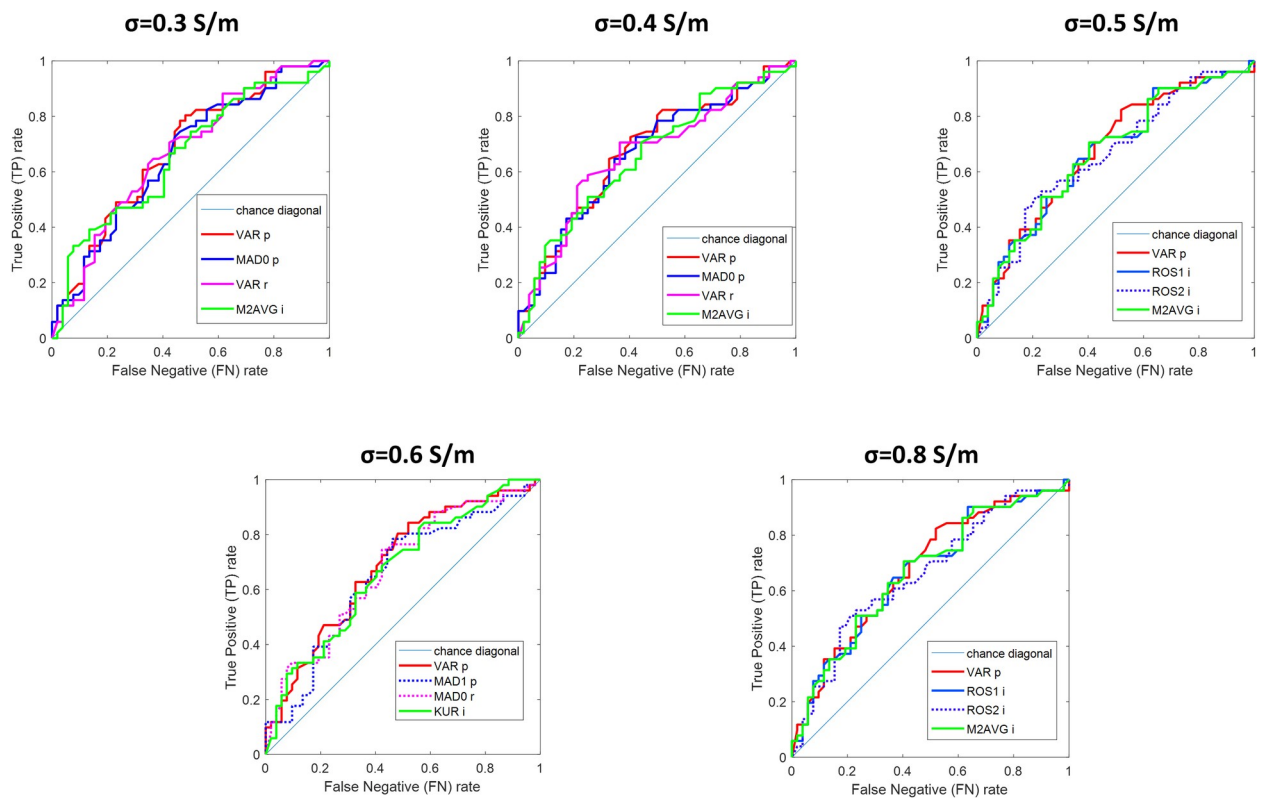 σ=0.3 S/m
σ=0.4 S/m
σ=0.5 S/m
True Positive (TP) rate
1
0.8
0.6
0.4
0.2
0
0 0.2 0.4 0.6 0.8 1
False Negative (FN) rate
chance diagonal
VAR p
MAD0 p
VAR r
M2AVG i
True Positive (TP) rate
1
0.8
0.6
0.4
0.2
0
0 0.2 0.4 0.6 0.8 1
False Negative (FN) rate
chance diagonal
VAR p
MAD0 p
VAR r
M2AVG i
True Positive (TP) rate
1
0.8
0.6
0.4
0.2
0
0 0.2 0.4 0.6 0.8 1
False Negative (FN) rate
chance diagonal
VAR p
ROS1 i
ROS2 i
M2AVG i
σ=0.6 S/m
σ=0.8 S/m
True Positive (TP) rate
1
0.8
0.6
0.4
0.2
0
0 0.2 0.4 0.6 0.8 1
False Negative (FN) rate
chance diagonal
VAR p
MAD1 p
MAD0 r
KUR i
True Positive (TP) rate
1
0.8
0.6
0.4
0.2
0
0 0.2 0.4 0.6 0.8 1
False Negative (FN) rate
chance diagonal
VAR p
ROS1 i
ROS2 i
M2AVG i